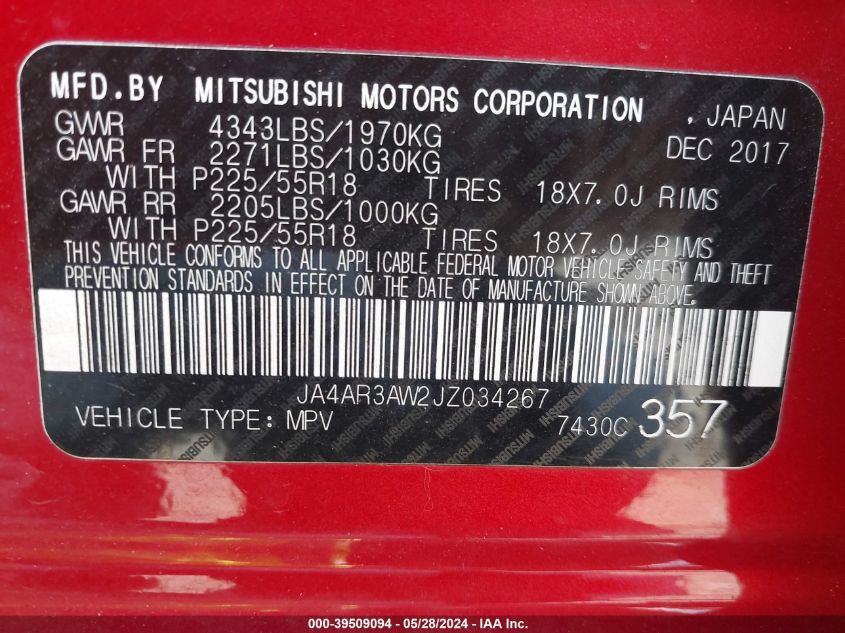 MFD.BY MITSUBISHI MOTORS CORPORATION , JAPAN
GVWR 4343LBS/1970KG DEC 2017
GAWR FR 2271LBS/1030KG
WITH P225/55R18 TIRES 18X7.0J RIMS
GAWR RR 2205LBS/1000KG
WITH P225/55R18 TIRES 18X7.0J RIMS
THIS VEHICLE CONFORMS TO ALL APPLICABLE FEDERAL MOTOR VEHICLE SAFETY AND THEFT
PREVENTION STANDARDS IN EFFECT ON THE DATE OF MANUFACTURE SHOWN ABOVE.
JA4AR3AW2JZ034267
VEHICLE TYPE: MPV 7430C 357
000-39509094 - 05/28/2024 - IAA Inc.